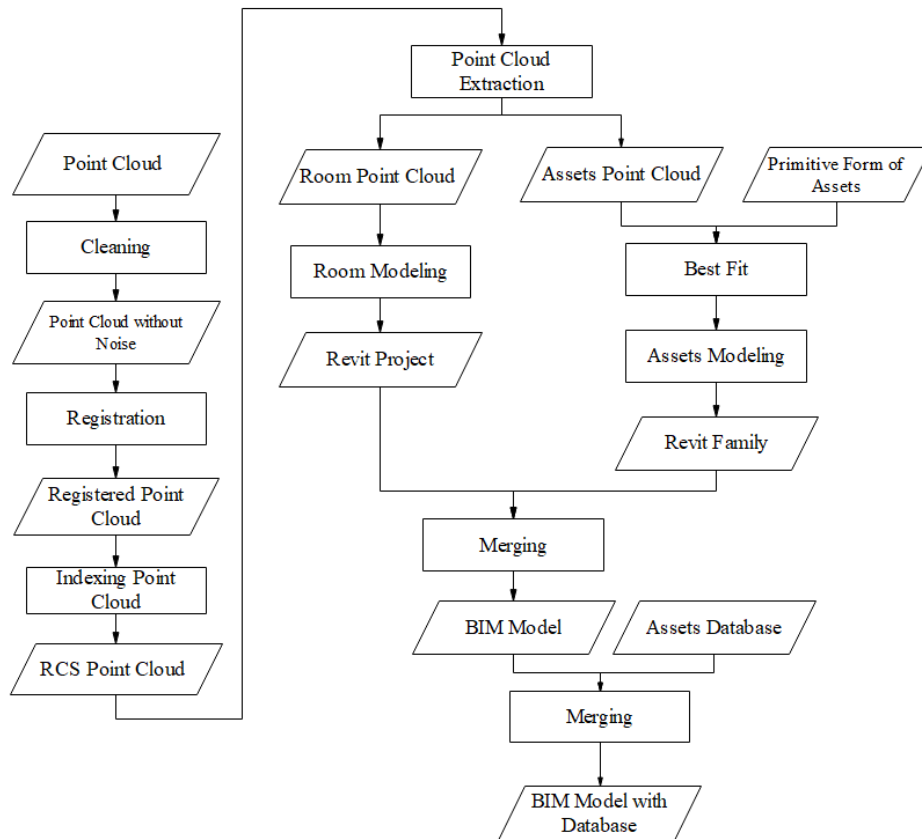 Point Cloud
Extraction
Point Cloud
Room Point Cloud
Assets Point Cloud
Primitive Form of
Assets
Cleaning
Room Modeling
Best Fit
Point Cloud without
Noise
Revit Project
Assets Modeling
Registration
Revit Family
Registered Point
Cloud
Merging
Indexing Point
Cloud
BIM Model
Assets Database
RCS Point Cloud
Merging
BIM Model with
Database